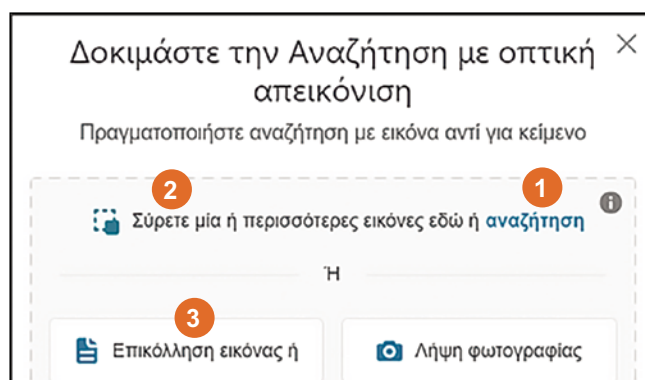 Δοκιμάστε την Αναζήτηση με οπτική
απεικόνιση
Πραγματοποιήστε αναζήτηση με εικόνα αντί για κείμενο
2
1
Σύρετε μία ή περισσότερες εικόνες εδώ ή αναζήτηση
Ή
3
Επικόλληση εικόνας ή
Λήψη φωτογραφίας